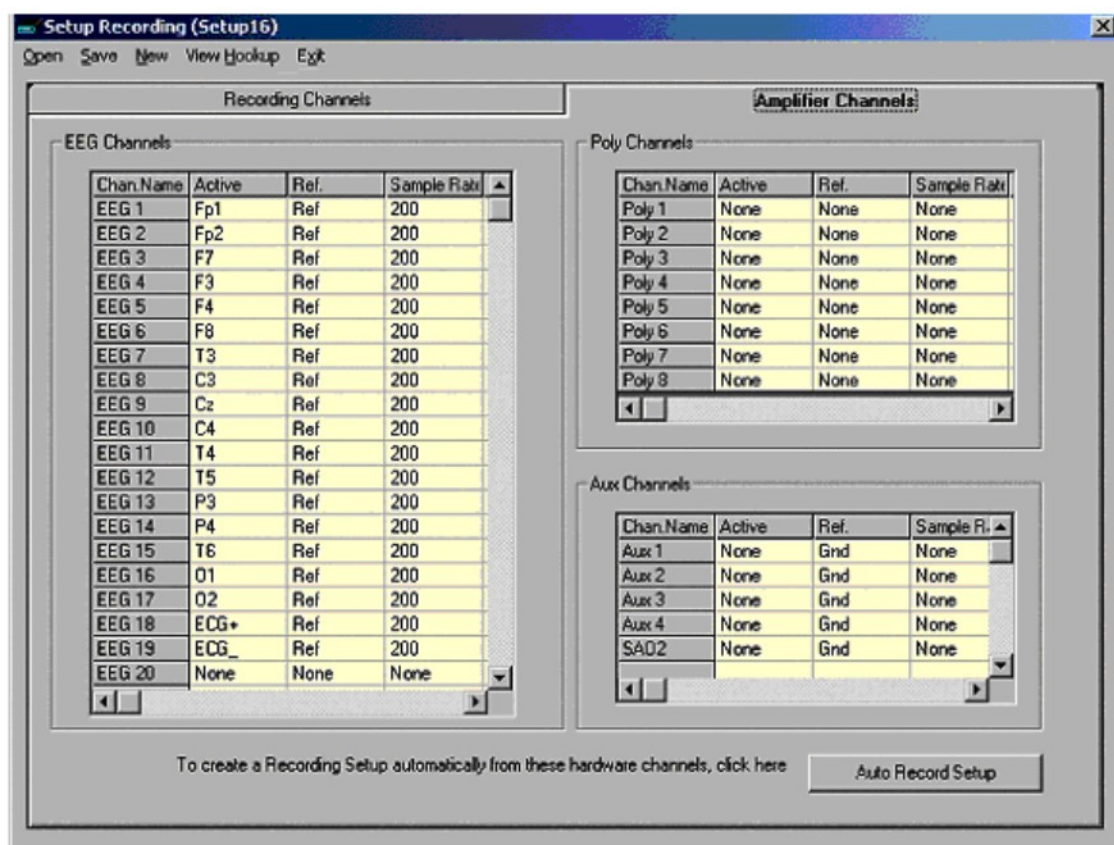 Setup Recording (Setup16)
Open Save New View Hookup Exit
Recording Channels
Amplifier Channels
EEG Channels
Chan.Name Active Ref. Sample Rate
EEG 1 Fp1 Ref 200
EEG 2 Fp2 Ref 200
EEG 3 F7 Ref 200
EEG 4 F3 Ref 200
EEG 5 F4 Ref 200
EEG 6 F8 Ref 200
EEG 7 T3 Ref 200
EEG 8 C3 Ref 200
EEG 9 Cz Ref 200
EEG 10 C4 Ref 200
EEG 11 T4 Ref 200
EEG 12 T5 Ref 200
EEG 13 P3 Ref 200
EEG 14 P4 Ref 200
EEG 15 T6 Ref 200
EEG 16 O1 Ref 200
EEG 17 O2 Ref 200
EEG 18 ECG+ Ref 200
EEG 19 ECG_ Ref 200
EEG 20 None None None
Poly Channels
Chan.Name Active Ref. Sample Rate
Poly 1 None None None
Poly 2 None None None
Poly 3 None None None
Poly 4 None None None
Poly 5 None None None
Poly 6 None None None
Poly 7 None None None
Poly 8 None None None
Aux Channels
Chan.Name Active Ref. Sample R
Aux 1 None Gnd None
Aux 2 None Gnd None
Aux 3 None Gnd None
Aux 4 None Gnd None
SAO2 None Gnd None
To create a Recording Setup automatically from these hardware channels, click here
Auto Record Setup